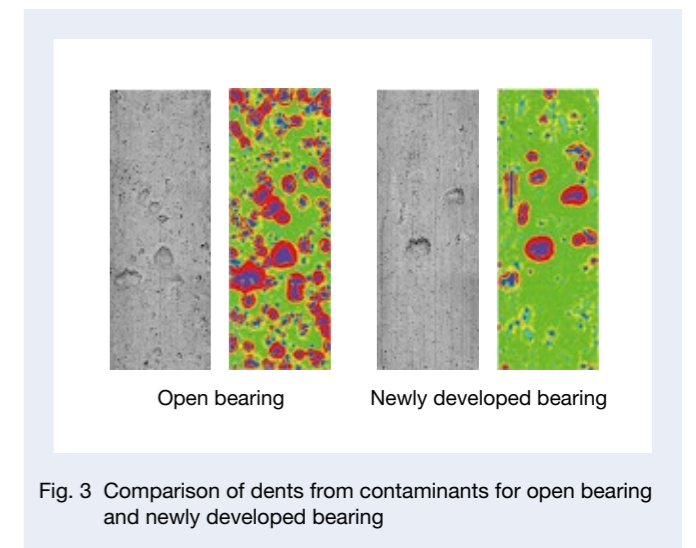 Open bearing
Newly developed bearing
Fig. 3 Comparison of dents from contaminants for open bearing
and newly developed bearing